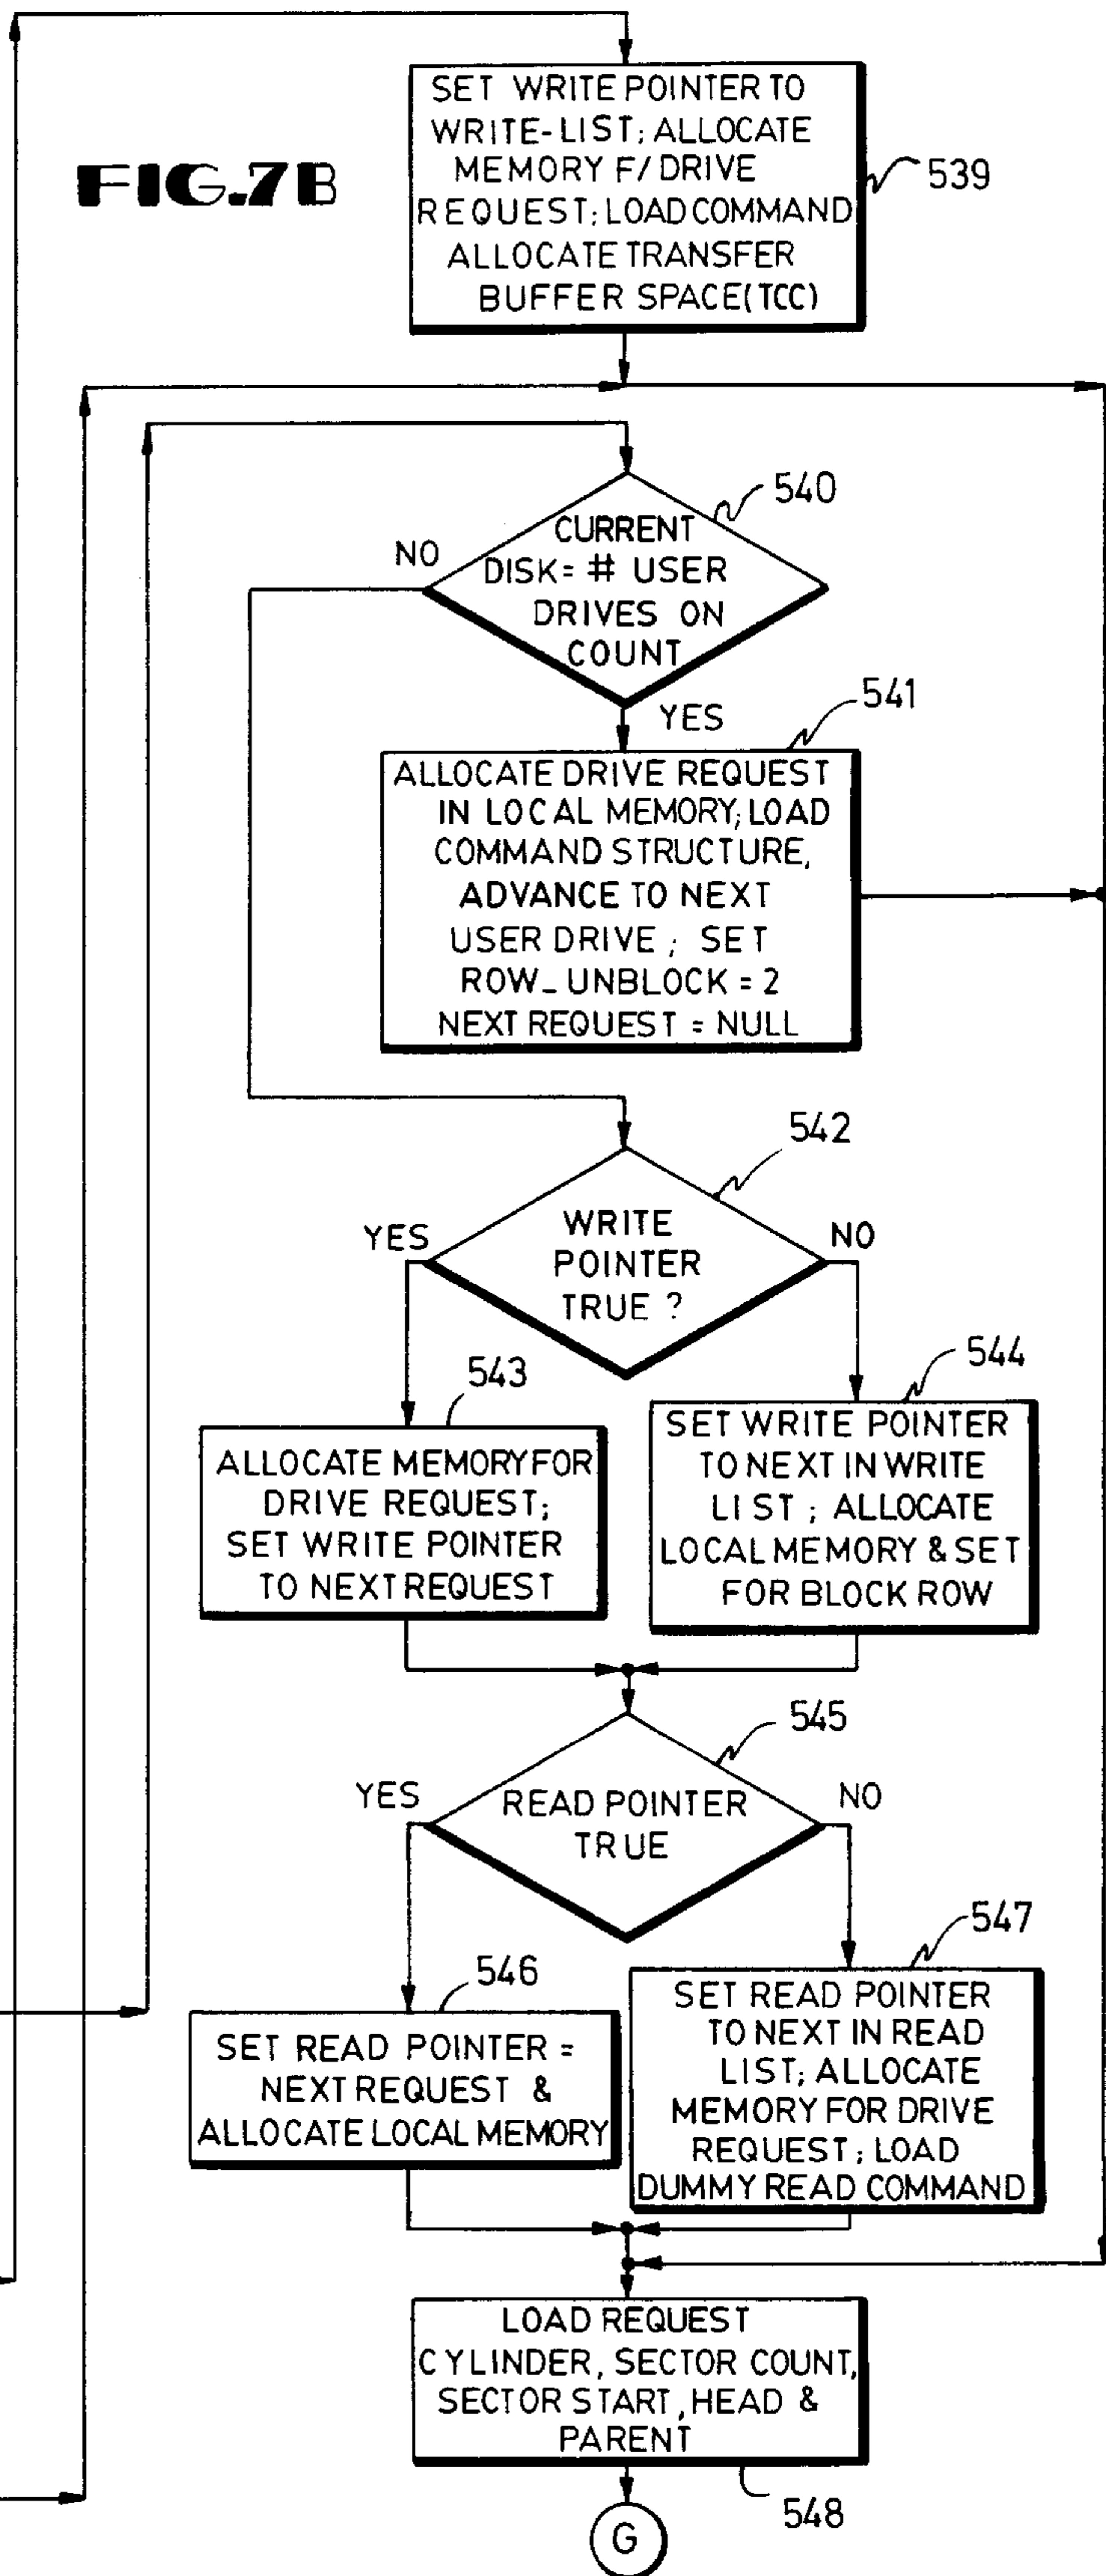 FIG.7B
SET WRITE POINTER TO
WRITE-LIST; ALLOCATE
MEMORY F/ DRIVE
REQUEST; LOAD COMMAND
ALLOCATE TRANSFER
BUFFER SPACE(TCC)
539
540
CURRENT
DISK= # USER
DRIVES ON
COUNT
NO
YES
541
ALLOCATE DRIVE REQUEST
IN LOCAL MEMORY; LOAD
COMMAND STRUCTURE,
ADVANCE TO NEXT
USER DRIVE ; SET
ROW_UNBLOCK = 2
NEXT REQUEST = NULL
542
YES
WRITE
POINTER
TRUE ?
NO
543
ALLOCATE MEMORY FOR
DRIVE REQUEST;
SET WRITE POINTER
TO NEXT REQUEST
544
SET WRITE POINTER
TO NEXT IN WRITE
LIST ; ALLOCATE
LOCAL MEMORY & SET
FOR BLOCK ROW
545
YES
READ POINTER
TRUE
NO
546
SET READ POINTER =
NEXT REQUEST &
ALLOCATE LOCAL MEMORY
547
SET READ POINTER
TO NEXT IN READ
LIST; ALLOCATE
MEMORY FOR DRIVE
REQUEST; LOAD
DUMMY READ COMMAND
LOAD REQUEST
CYLINDER, SECTOR COUNT,
SECTOR START, HEAD &
PARENT
548
G